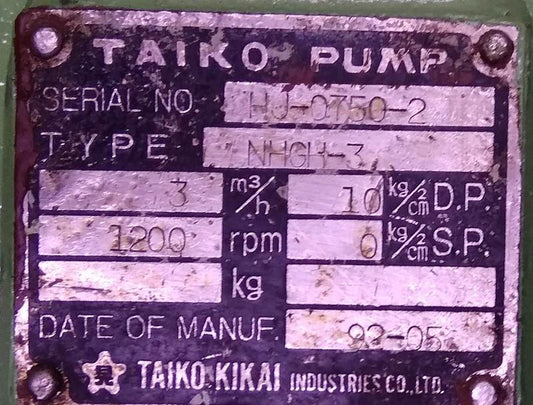 TAIKO PUMP
SERIAL NO. HJ-0750-2
TYPE NHGH-3
3 m³/h 10 kg/cm² D.P.
1200 rpm 0 kg/cm² S.P.
kg
DATE OF MANUF. 92-05
TAIKO KIKAI INDUSTRIES CO., LTD.